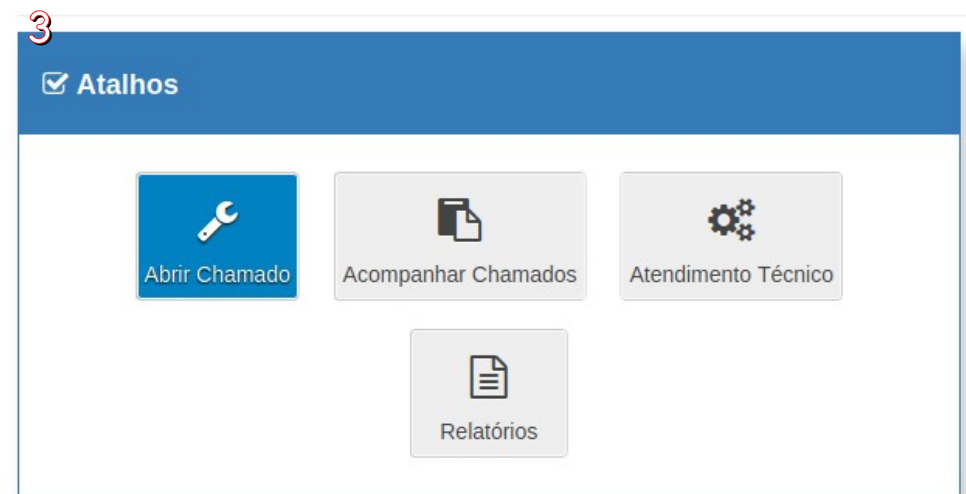 3
Atalhos
Abrir Chamado
Acompanhar Chamados
Atendimento Técnico
Relatórios